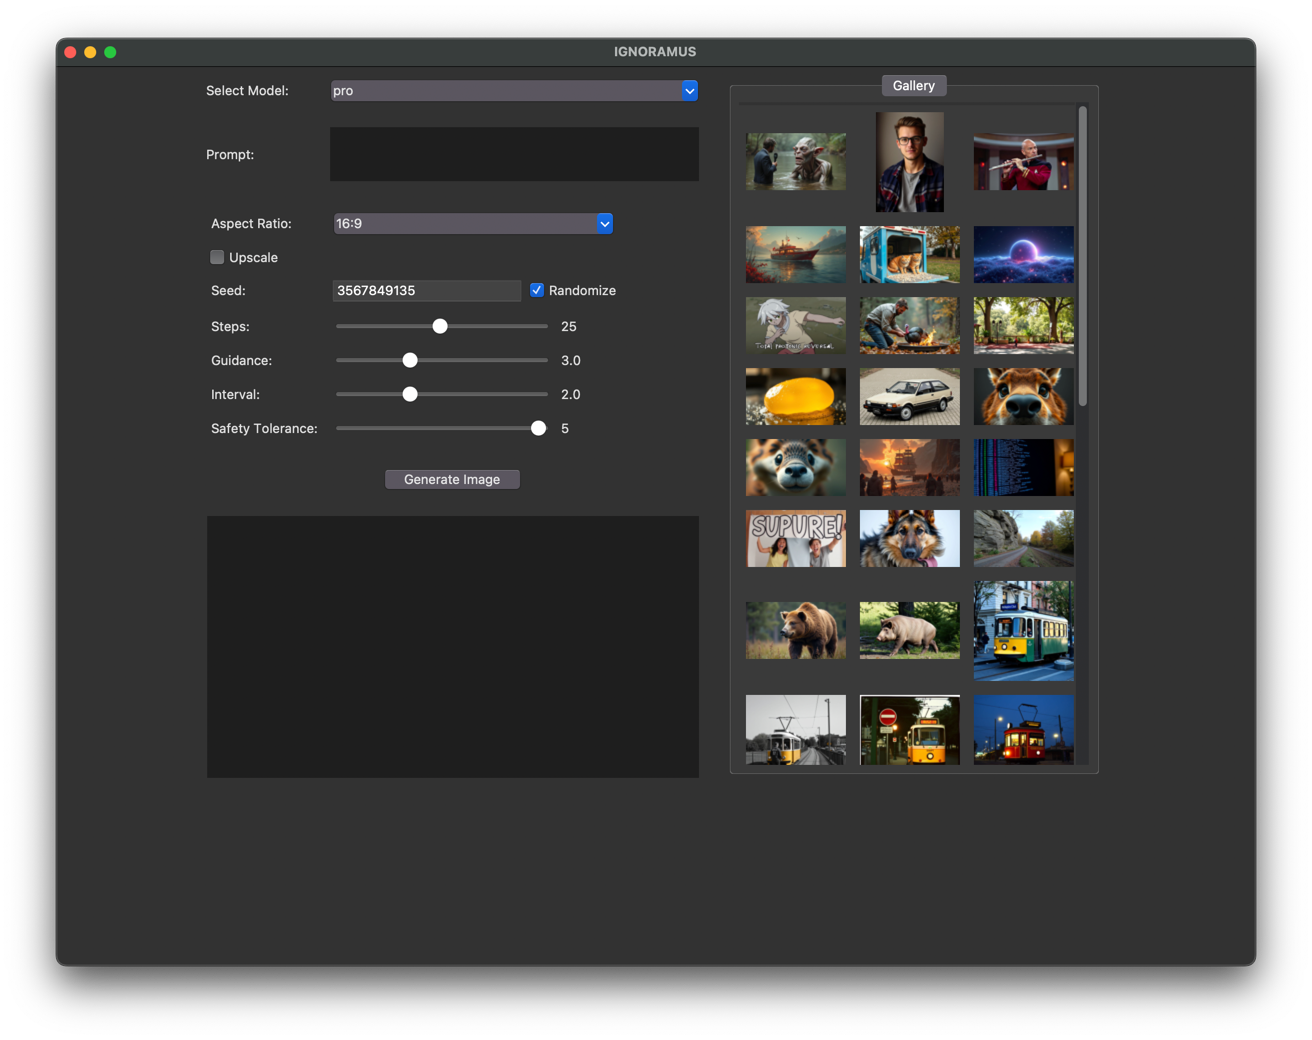 IGNORAMUS
Select Model:
pro
Prompt:
Aspect Ratio:
16:9
Upscale
Seed:
3567849135
Randomize
Steps:
25
Guidance:
3.0
Interval:
2.0
Safety Tolerance:
5
Generate Image
Gallery
SUPURE!